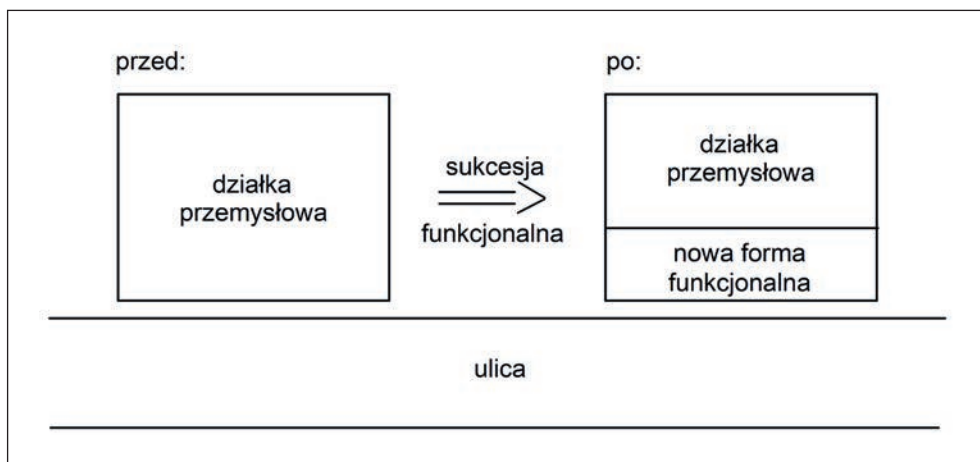 przed:
po:
działka
przemysłowa
sukcesja
funkcjonalna
działka
przemysłowa
nowa forma
funkcjonalna
ulica